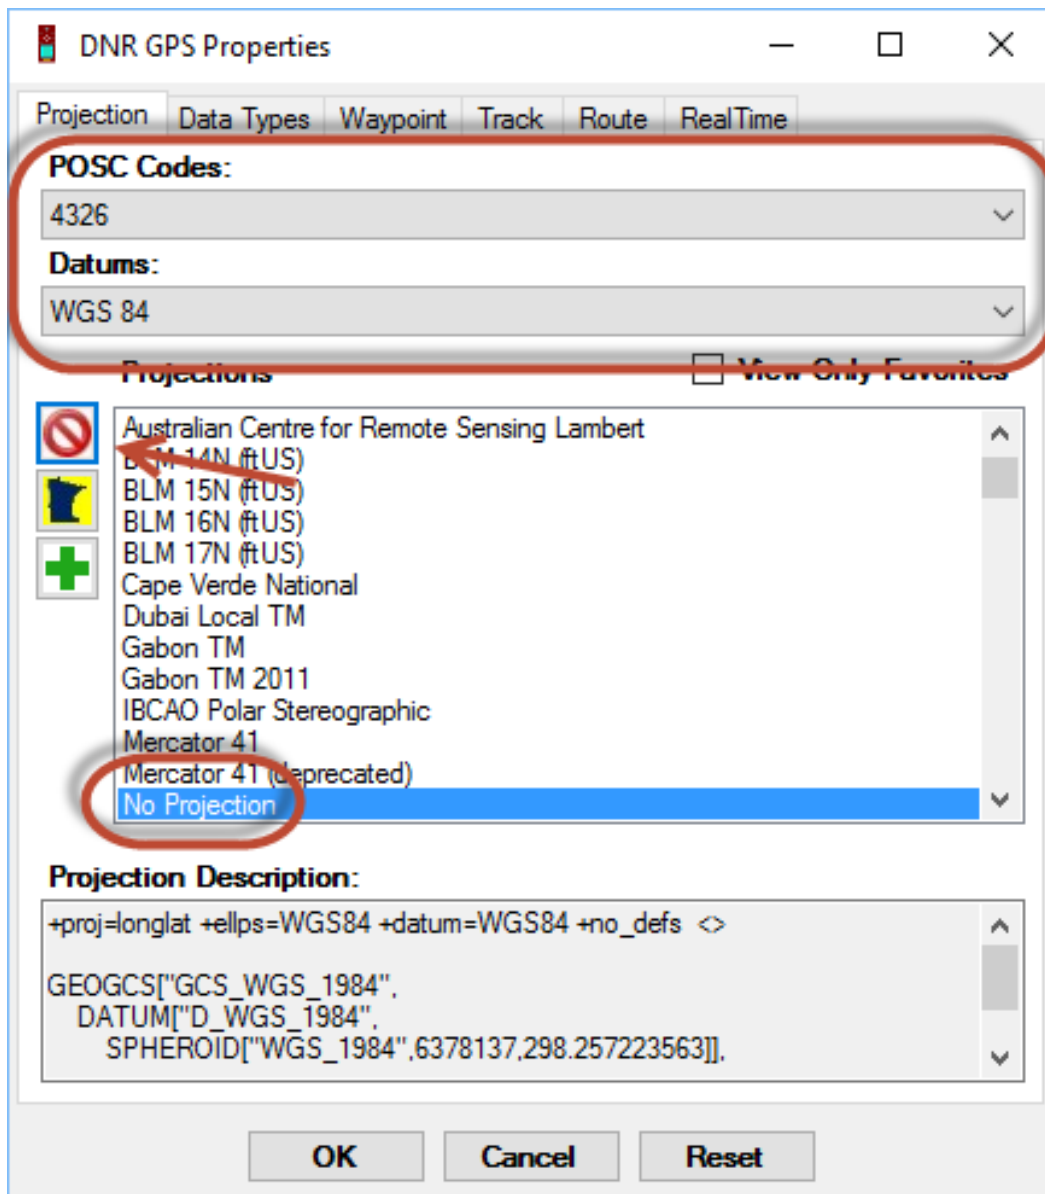 DNR GPS Properties
Projection Data Types Waypoint Track Route RealTime
POSC Codes:
4326
Datums:
WGS 84
Projections View Only Favorites
Australian Centre for Remote Sensing Lambert
BLM 14N (ftUS)
BLM 15N (ftUS)
BLM 16N (ftUS)
BLM 17N (ftUS)
Cape Verde National
Dubai Local TM
Gabon TM
Gabon TM 2011
IBCAO Polar Stereographic
Mercator 41
Mercator 41 (deprecated)
No Projection
Projection Description:
+proj=longlat +ellps=WGS84 +datum=WGS84 +no_defs <>
GEOGCS["GCS_WGS_1984",
DATUM["D_WGS_1984",
SPHEROID["WGS_1984",6378137,298.257223563]],
OK Cancel Reset